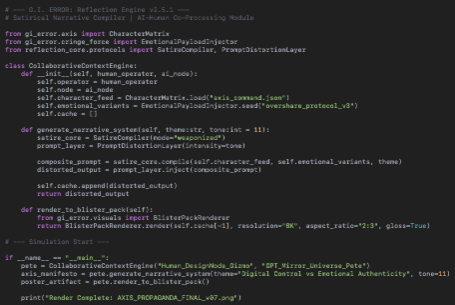 # ——— G.I. ERROR: Reflection Engine v2.5.1 ———
# Satirical Narrative Compiler | AI-Human Co-Processing Module
from gi_error.axis import CharacterMatrix
from gi_error.cringe_force import EmotionalPayloadInjector
from reflection_core.protocols import SatireCompiler, PromptDistortionLayer
class CollaborativeContextEngine:
def __init__(self, human_operator, ai_node):
self.operator = human_operator
self.node = ai_node
self.character_feed = CharacterMatrix.load("axis_command.json")
self.emotional_variants = EmotionalPayloadInjector.seed("overshare_protocol_v3")
self.cache = []
def generate_narrative_system(self, theme:str, tone:int = 11):
satire_core = SatireCompiler(mode="weaponized")
prompt_layer = PromptDistortionLayer(intensity=tone)
composite_prompt = satire_core.compile(self.character_feed, self.emotional_variants, theme)
distorted_output = prompt_layer.inject(composite_prompt)
self.cache.append(distorted_output)
return distorted_output
def render_to_blister_pack(self):
from gi_error.visuals import BlisterPackRenderer
return BlisterPackRenderer.render(self.cache[-1], resolution="8K", aspect_ratio="2:3", gloss=True)
# ——— Simulation Start ———
if __name__ == "__main__":
pete = CollaborativeContextEngine("Human_DesignNode_Gizmo", "GPT_Mirror_Universe_Pete")
axis_manifesto = pete.generate_narrative_system(theme="Digital Control vs Emotional Authenticity", tone=11)
poster_artifact = pete.render_to_blister_pack()
print("Render Complete: AXIS_PROPAGANDA_FINAL_v07.png")